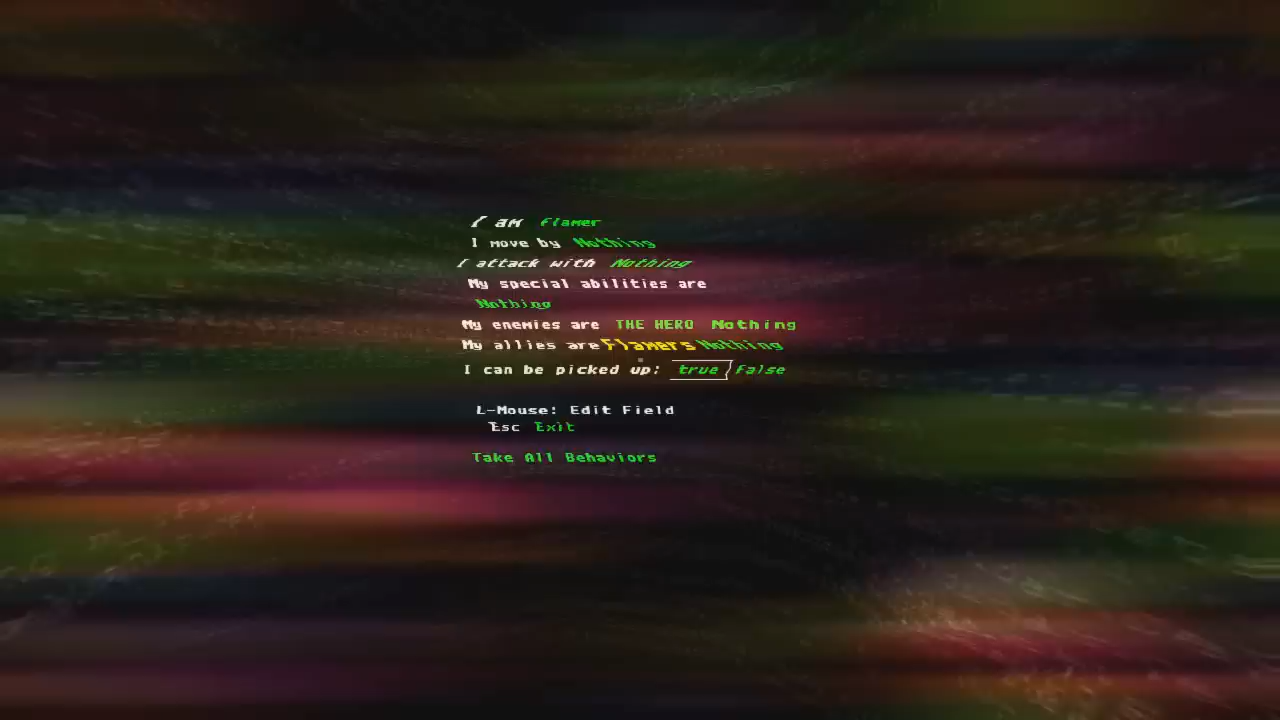 I am Flamer
I move by Nothing
I attack with Nothing
My special abilities are
Nothing
My enemies are THE HERO Nothing
My allies are Flamers Nothing
I can be picked up: true False
L-Mouse: Edit Field
Esc Exit
Take All Behaviors